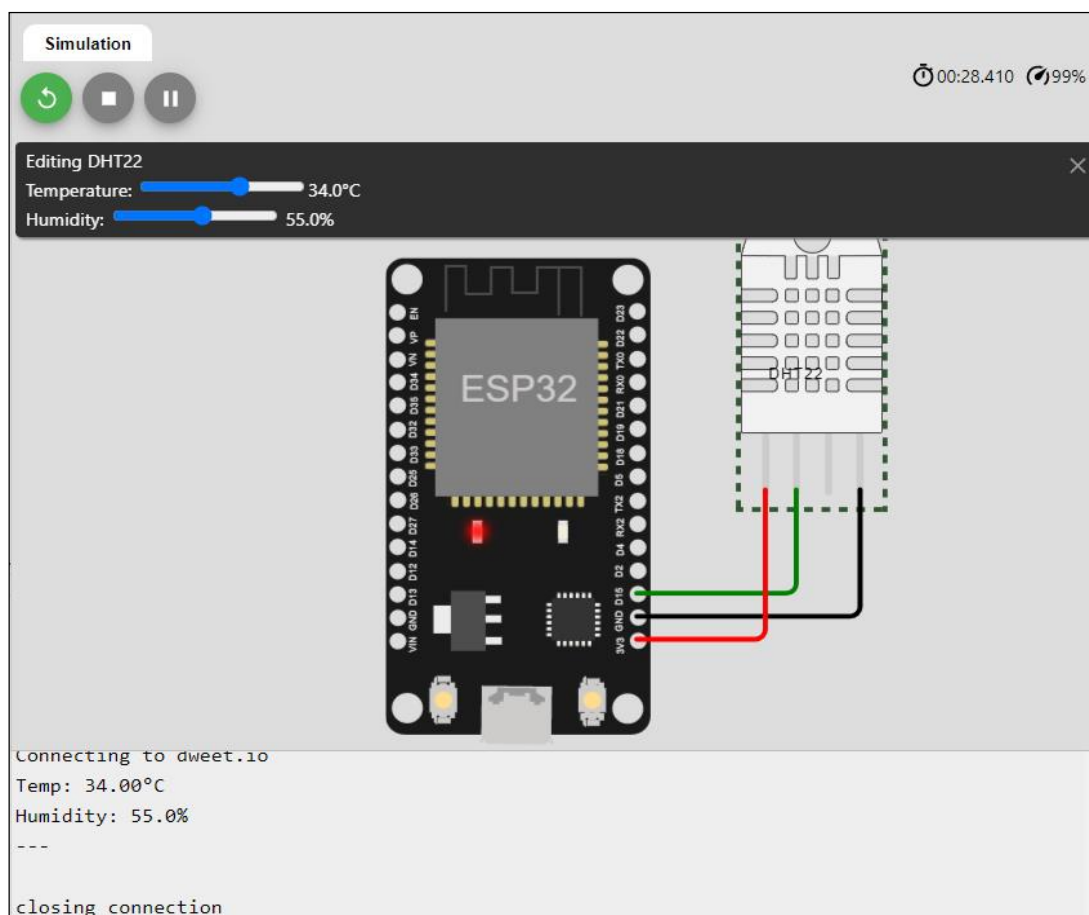 Simulation
00:28.410 99%
Editing DHT22
Temperature: 34.0°C
Humidity: 55.0%
ESP32
EN
VP
VN
D34
D35
D32
D33
D25
D26
D27
D14
D12
D13
GND
VIN
D23
D22
TX0
RX0
D21
D19
D18
D5
TX2
RX2
D4
D2
D15
GND
3V3
DHT22
Connecting to dweet.io
Temp: 34.00°C
Humidity: 55.0%
---
closing connection